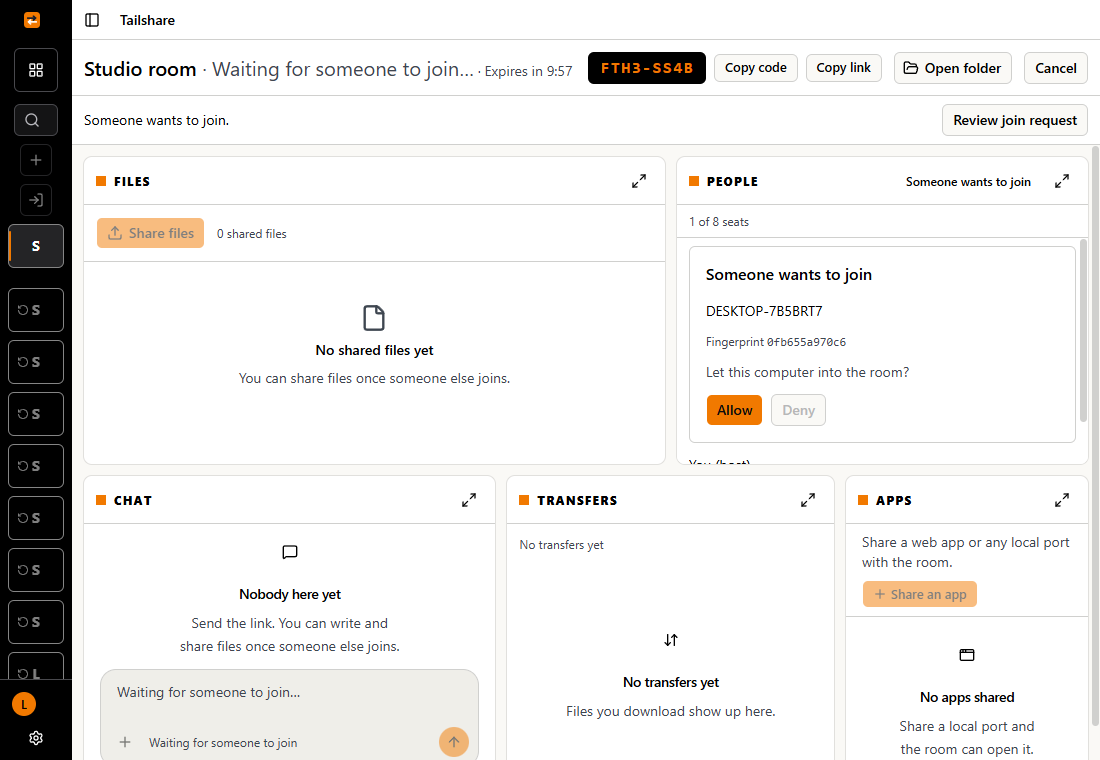 Tailshare
Studio room · Waiting for someone to join... · Expires in 9:57
FTH3-SS4B
Copy code
Copy link
Open folder
Cancel
Someone wants to join.
Review join request
S
S
S
S
S
S
S
S
L
L
FILES
Share files
0 shared files
No shared files yet
You can share files once someone else joins.
PEOPLE
Someone wants to join
1 of 8 seats
Someone wants to join
DESKTOP-7B5BRT7
Fingerprint 0fb655a970c6
Let this computer into the room?
Allow
Deny
You (host)
CHAT
Nobody here yet
Send the link. You can write and
share files once someone else joins.
Waiting for someone to join...
Waiting for someone to join
TRANSFERS
No transfers yet
No transfers yet
Files you download show up here.
APPS
Share a web app or any local port
with the room.
Share an app
No apps shared
Share a local port and
the room can open it.